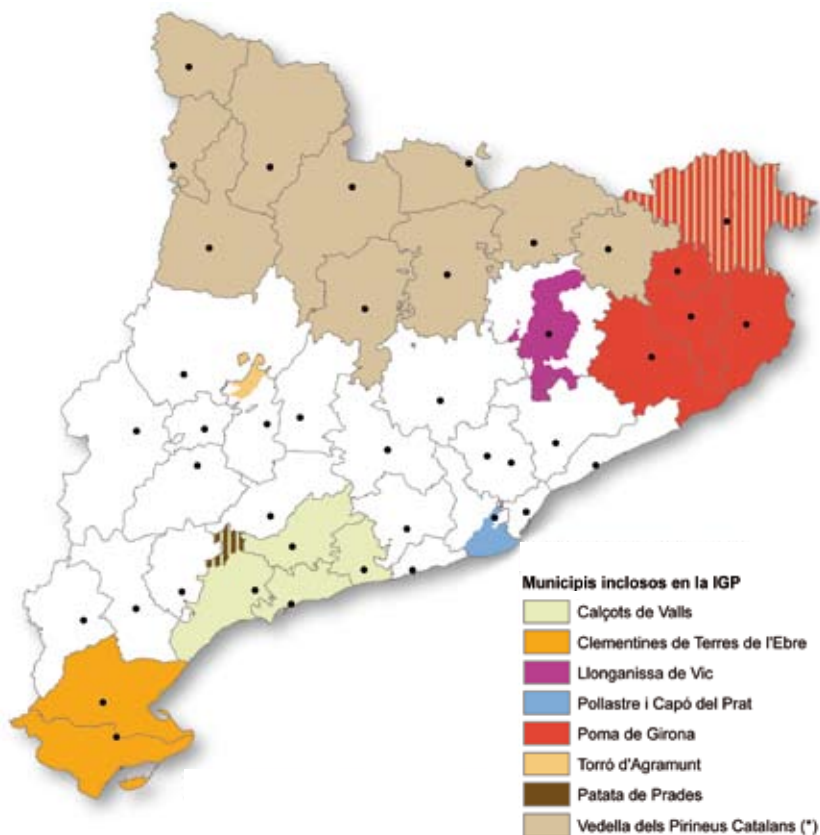 Municipis inclosos en la IGP
Calçots de Valls
Clementines de Terres de l'Ebre
Llonganissa de Vic
Pollastre i Capó del Prat
Poma de Girona
Torró d'Agramunt
Patata de Prades
Vedella dels Pirineus Catalans (*)